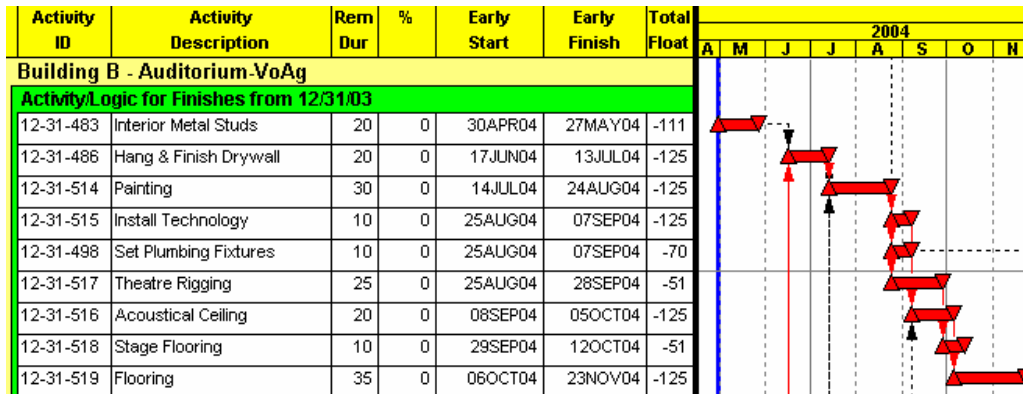 Activity ID Activity Description Rem Dur % Early Start Early Finish Total Float
2004
A M J J A S O N
Building B - Auditorium-VoAg
Activity/Logic for Finishes from 12/31/03
12-31-483 Interior Metal Studs 20 0 30APR04 27MAY04 -111
12-31-486 Hang & Finish Drywall 20 0 17JUN04 13JUL04 -125
12-31-514 Painting 30 0 14JUL04 24AUG04 -125
12-31-515 Install Technology 10 0 25AUG04 07SEP04 -125
12-31-498 Set Plumbing Fixtures 10 0 25AUG04 07SEP04 -70
12-31-517 Theatre Rigging 25 0 25AUG04 28SEP04 -51
12-31-516 Acoustical Ceiling 20 0 08SEP04 05OCT04 -125
12-31-518 Stage Flooring 10 0 29SEP04 12OCT04 -51
12-31-519 Flooring 35 0 06OCT04 23NOV04 -125